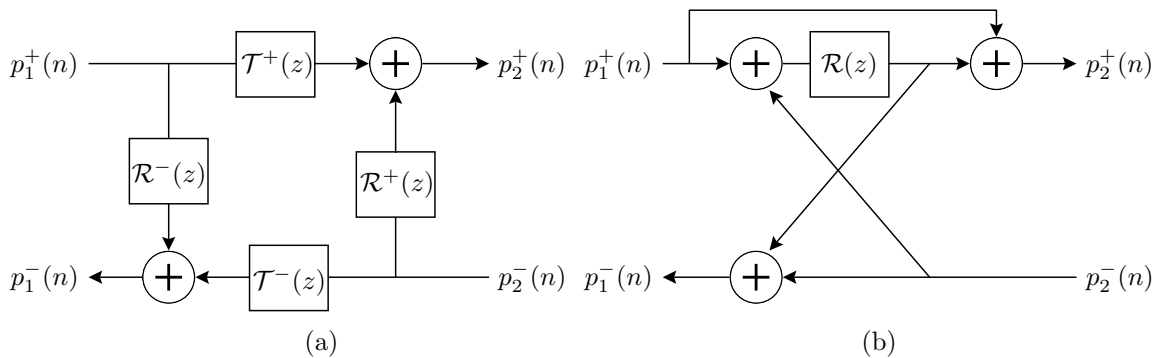 p₁⁺(n) 𝒯⁺(z) + p₂⁺(n)
ℛ⁻(z) ℛ⁺(z)
p₁⁻(n) + 𝒯⁻(z) p₂⁻(n)
(a)
p₁⁺(n) + ℛ(z) + p₂⁺(n)
p₁⁻(n) + p₂⁻(n)
(b)